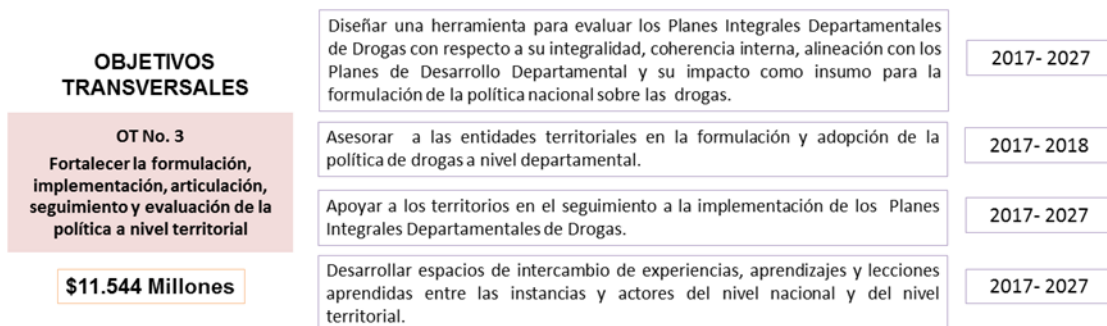 OBJETIVOS
TRANSVERSALES
OT No. 3
Fortalecer la formulación,
implementación, articulación,
seguimiento y evaluación de la
política a nivel territorial
$11.544 Millones
Diseñar una herramienta para evaluar los Planes Integrales Departamentales
de Drogas con respecto a su integralidad, coherencia interna, alineación con los
Planes de Desarrollo Departamental y su impacto como insumo para la
formulación de la política nacional sobre las drogas.
2017- 2027
Asesorar a las entidades territoriales en la formulación y adopción de la
política de drogas a nivel departamental.
2017- 2018
Apoyar a los territorios en el seguimiento a la implementación de los Planes
Integrales Departamentales de Drogas.
2017- 2027
Desarrollar espacios de intercambio de experiencias, aprendizajes y lecciones
aprendidas entre las instancias y actores del nivel nacional y del nivel
territorial.
2017- 2027